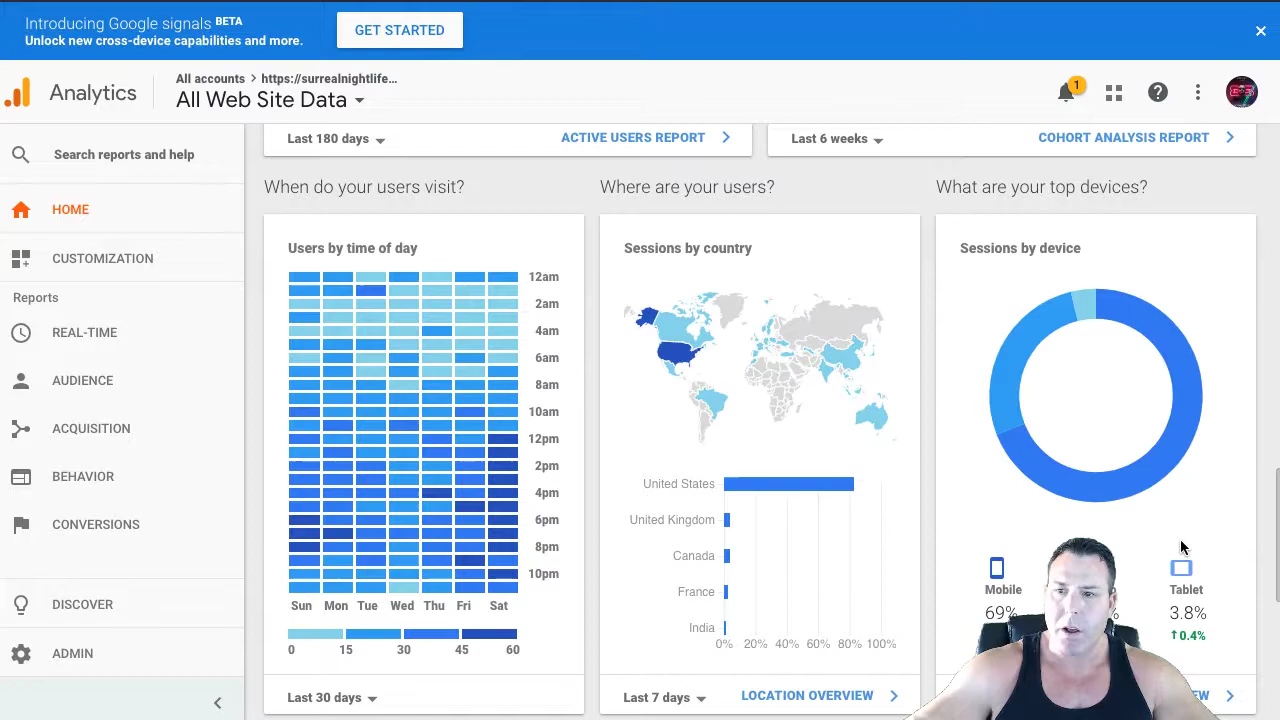 Introducing Google signals BETA
Unlock new cross-device capabilities and more.
GET STARTED
Analytics
All accounts > https://surrealnightlife...
All Web Site Data
1
Search reports and help
HOME
CUSTOMIZATION
Reports
REAL-TIME
AUDIENCE
ACQUISITION
BEHAVIOR
CONVERSIONS
DISCOVER
ADMIN
Last 180 days
ACTIVE USERS REPORT
Last 6 weeks
COHORT ANALYSIS REPORT
When do your users visit?
Users by time of day
12am
2am
4am
6am
8am
10am
12pm
2pm
4pm
6pm
8pm
10pm
Sun Mon Tue Wed Thu Fri Sat
0 15 30 45 60
Last 30 days
Where are your users?
Sessions by country
United States
United Kingdom
Canada
France
India
0% 20% 40% 60% 80% 100%
Last 7 days
LOCATION OVERVIEW
What are your top devices?
Sessions by device
Mobile
69%
Tablet
3.8%
0.4%